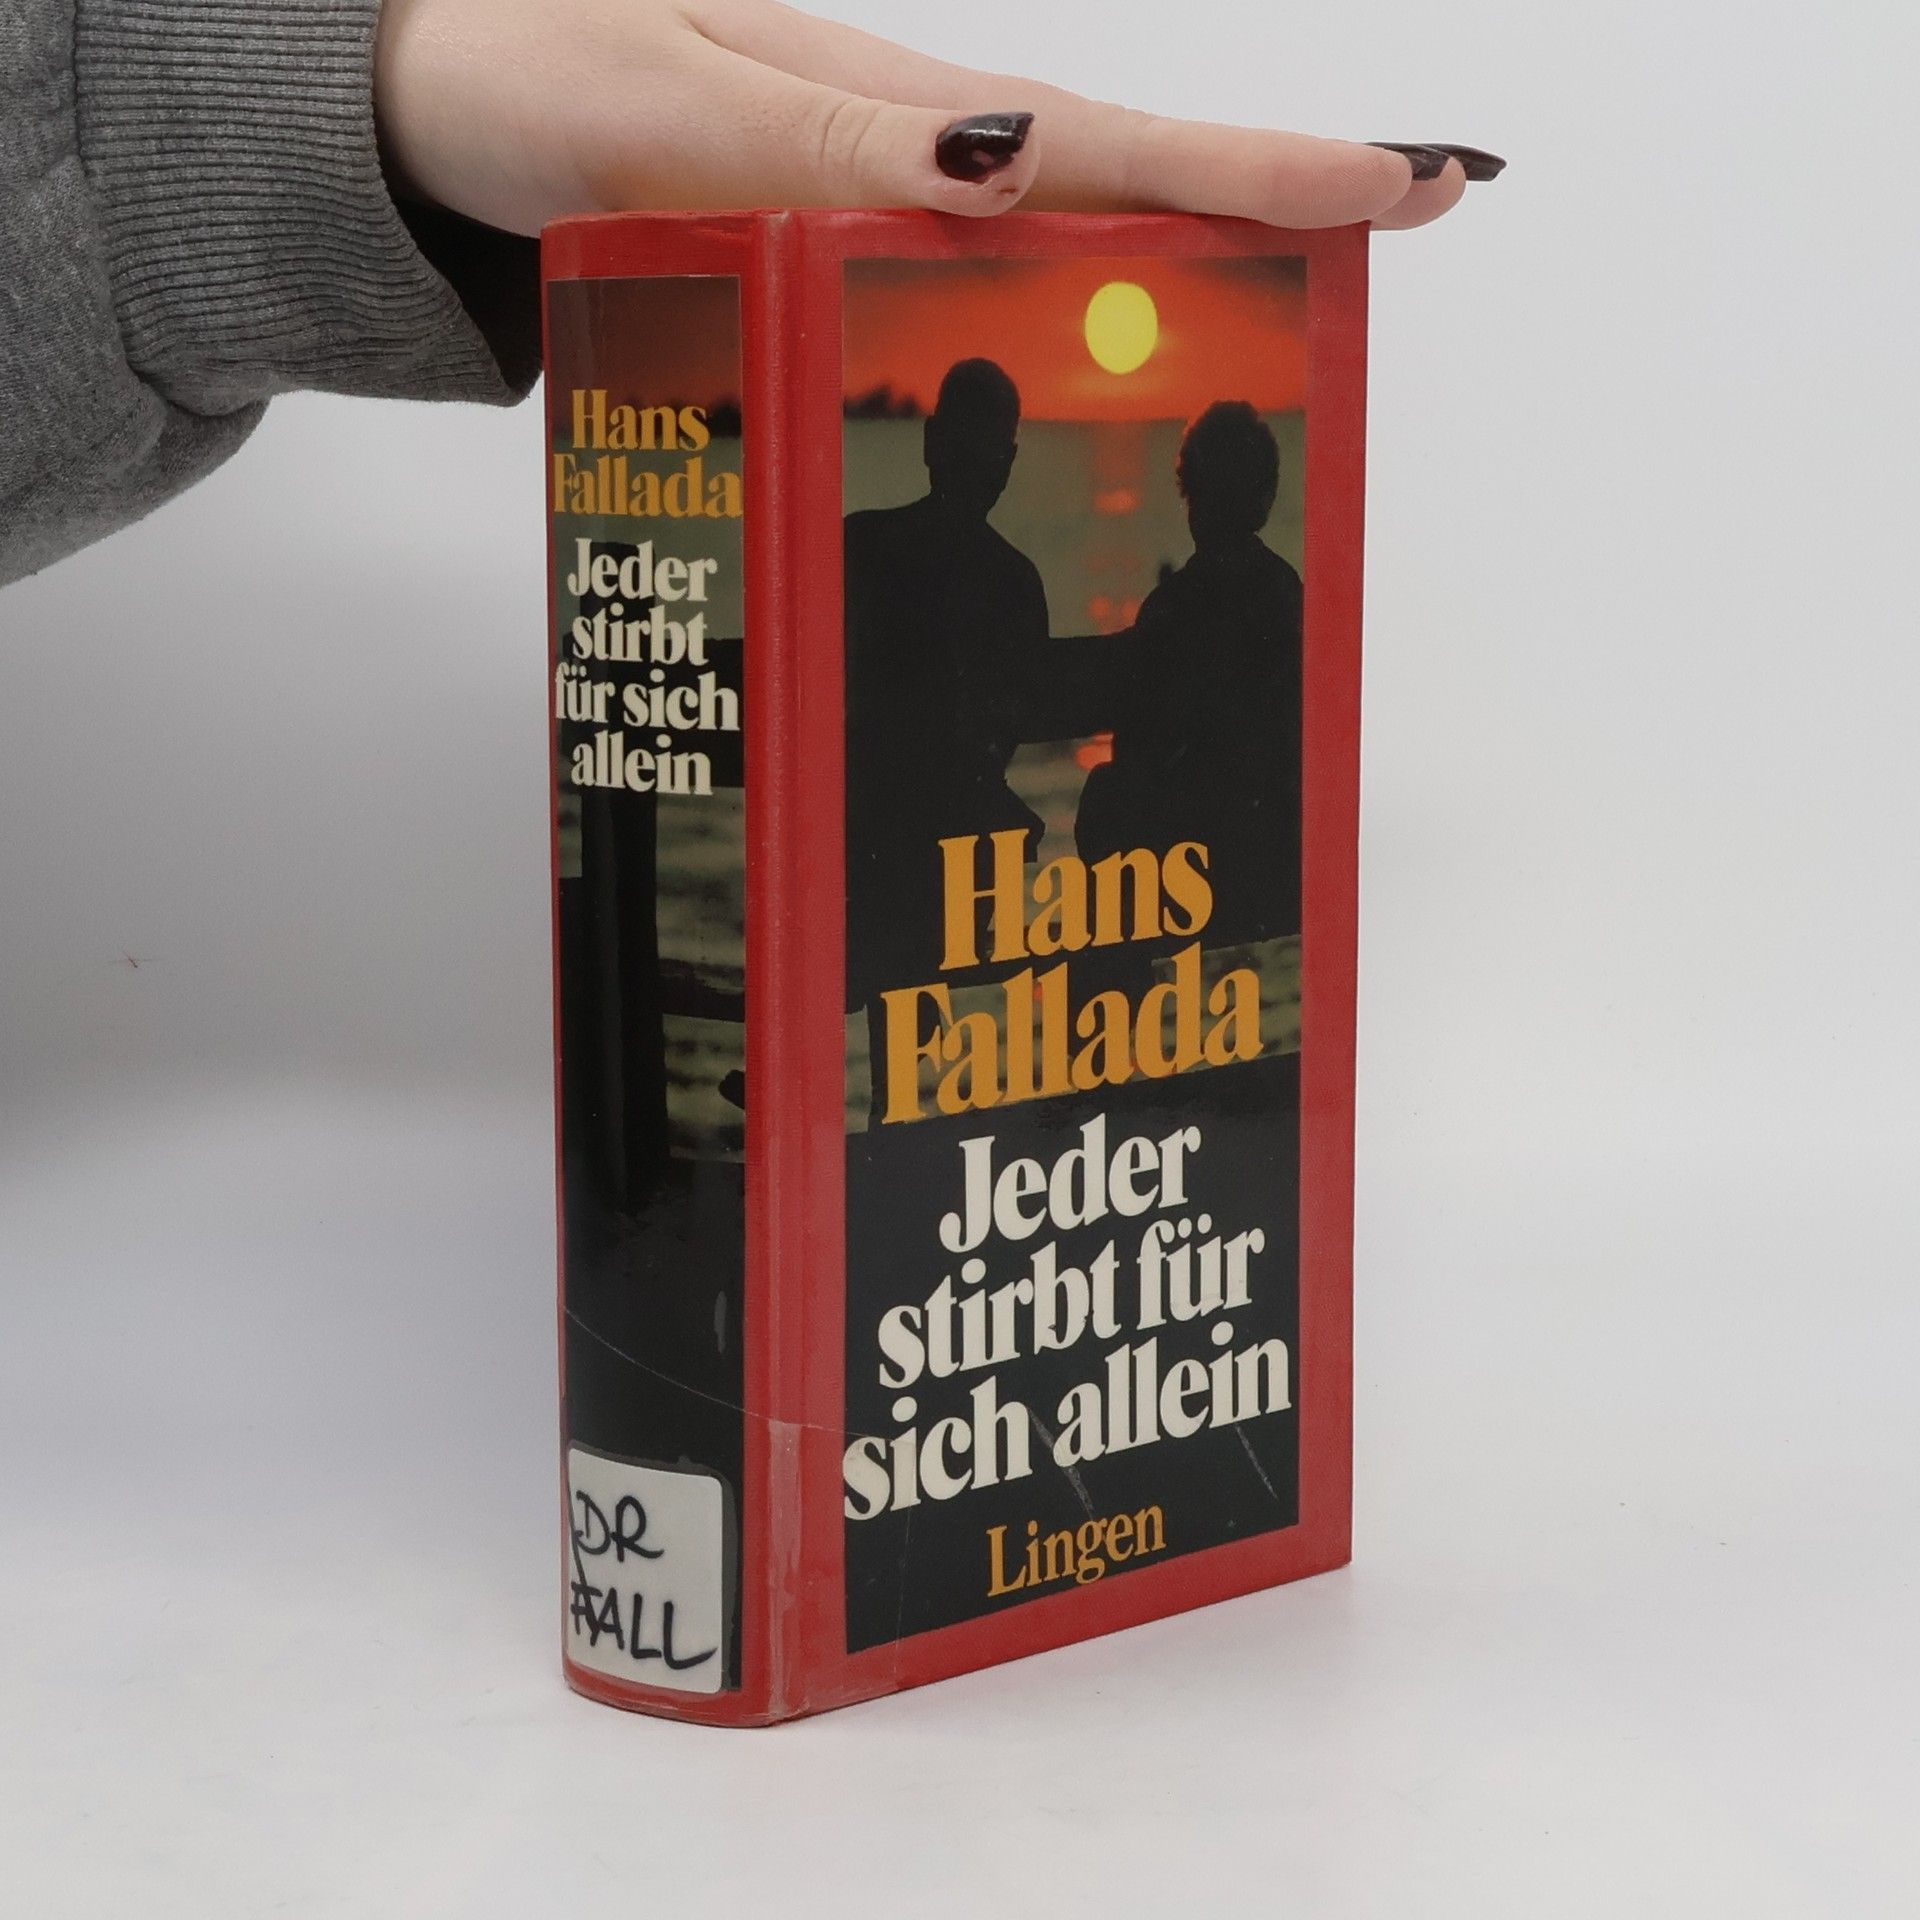 Hans
Fallada
Jeder
stirbt
für sich
allein
DR
FALL
Hans
Fallada
Jeder
stirbt für
sich allein
Lingen